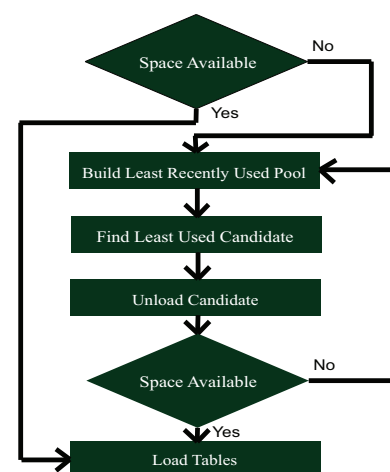 Space Available
No
Yes
Build Least Recently Used Pool
Find Least Used Candidate
Unload Candidate
Space Available
No
Yes
Load Tables